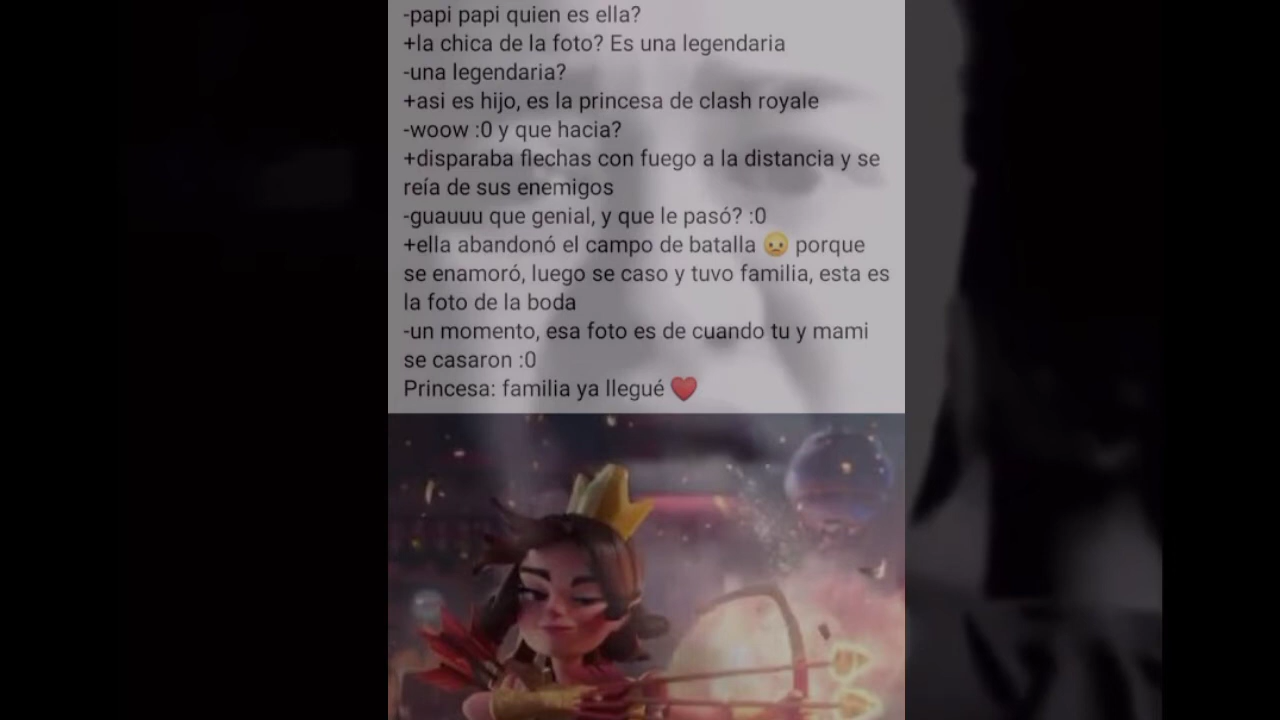 -papi papi quien es ella?
+la chica de la foto? Es una legendaria
-una legendaria?
+asi es hijo, es la princesa de clash royale
-woow :0 y que hacia?
+disparaba flechas con fuego a la distancia y se
reía de sus enemigos
-guauuu que genial, y que le pasó? :0
+ella abandonó el campo de batalla ☹️ porque
se enamoró, luego se caso y tuvo familia, esta es
la foto de la boda
-un momento, esa foto es de cuando tu y mami
se casaron :0
Princesa: familia ya llegué ♥️